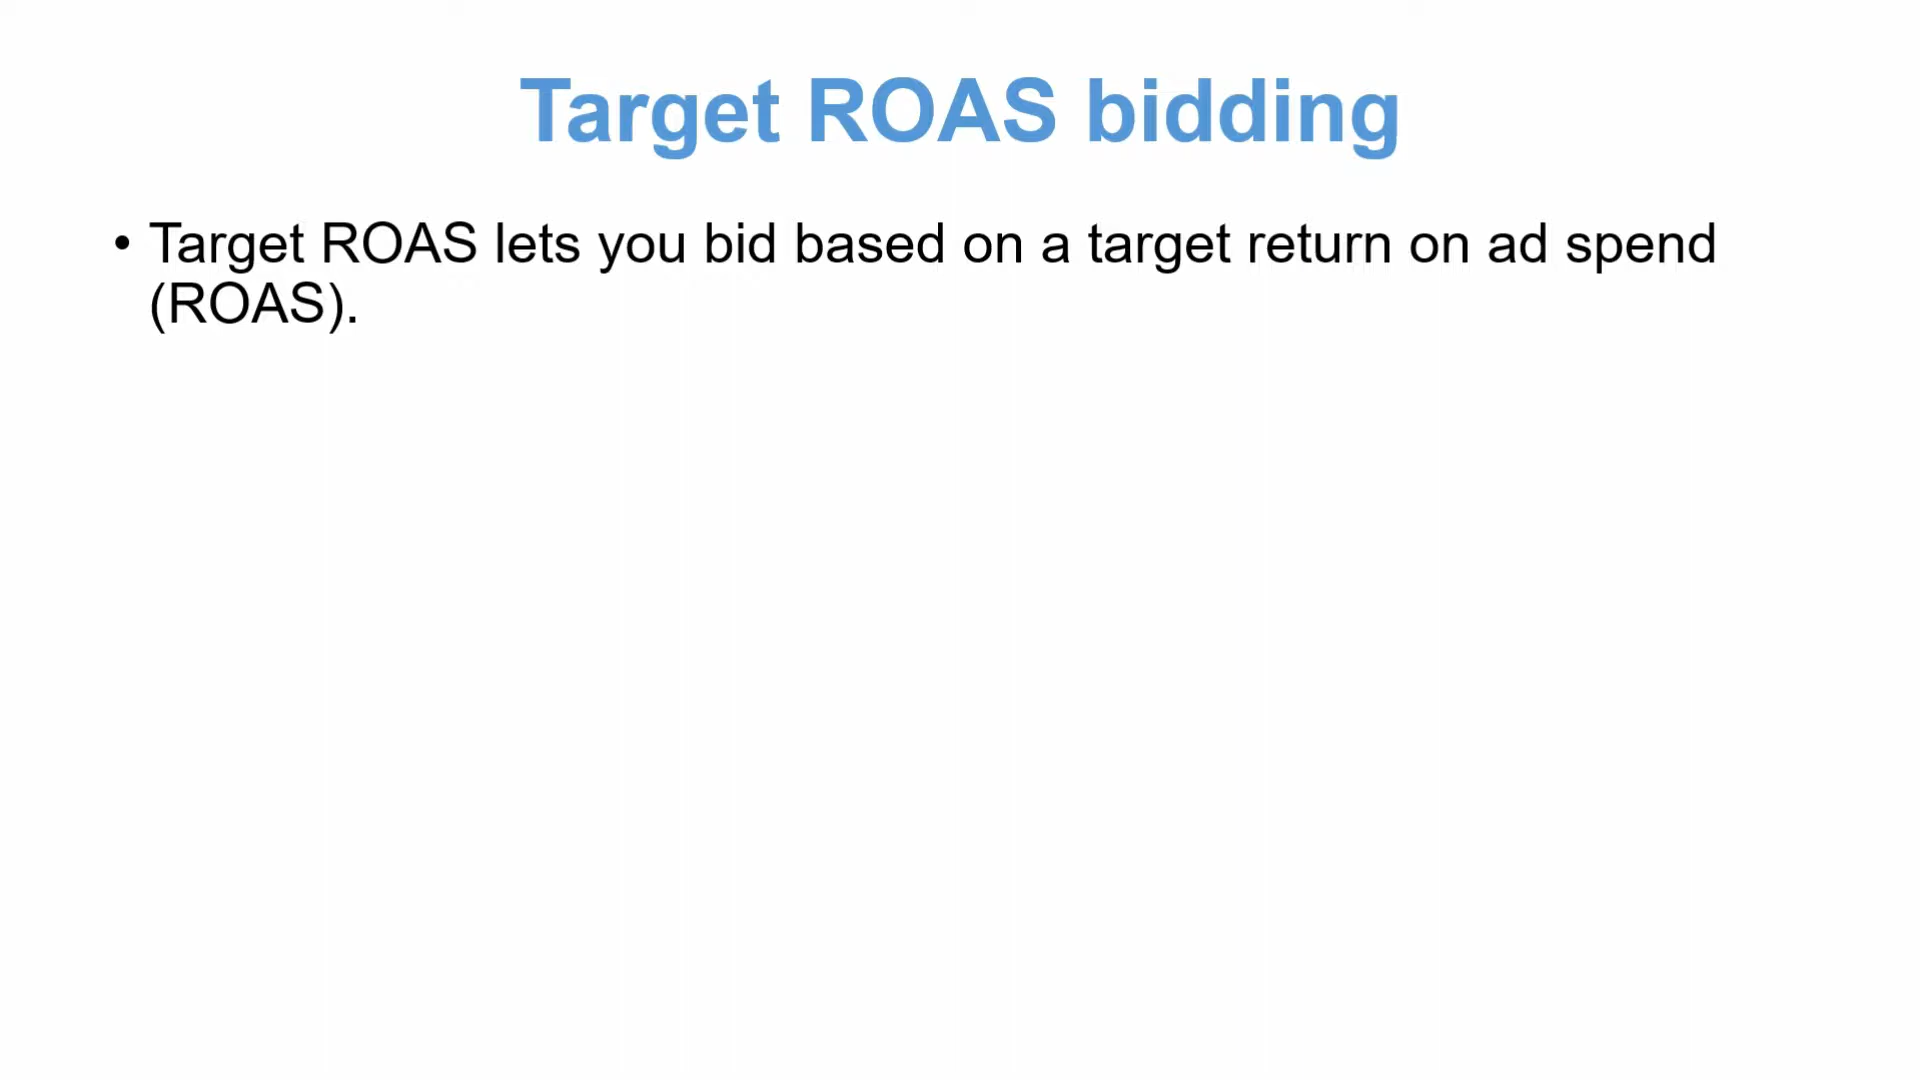 Target ROAS bidding
• Target ROAS lets you bid based on a target return on ad spend
(ROAS).